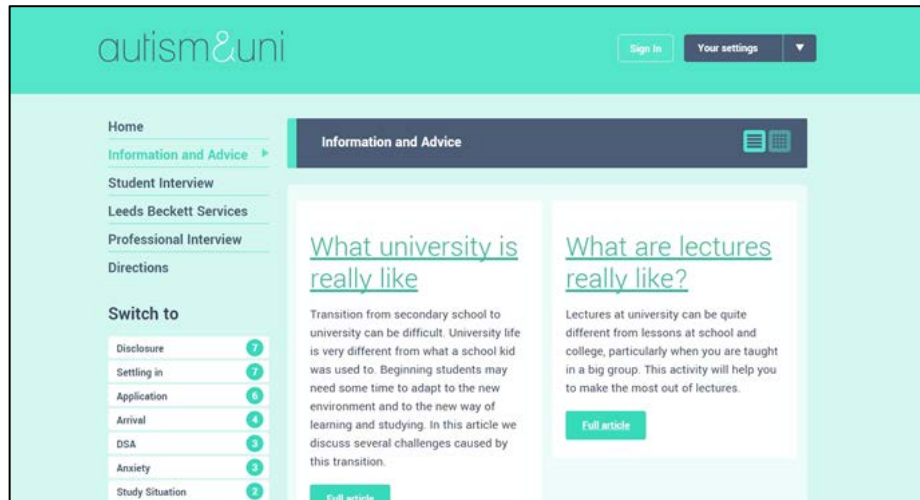 autism&uni
Sign In
Your settings
Home
Information and Advice
Student Interview
Leeds Beckett Services
Professional Interview
Directions
Switch to
Disclosure 7
Settling in 7
Application 6
Arrival 4
DSA 3
Anxiety 3
Study Situation 2
Information and Advice
What university is
really like
Transition from secondary school to
university can be difficult. University life
is very different from what a school kid
was used to. Beginning students may
need some time to adapt to the new
environment and to the new way of
learning and studying. In this article we
discuss several challenges caused by
this transition.
Full article
What are lectures
really like?
Lectures at university can be quite
different from lessons at school and
college, particularly when you are taught
in a big group. This activity will help you
to make the most out of lectures.
Full article